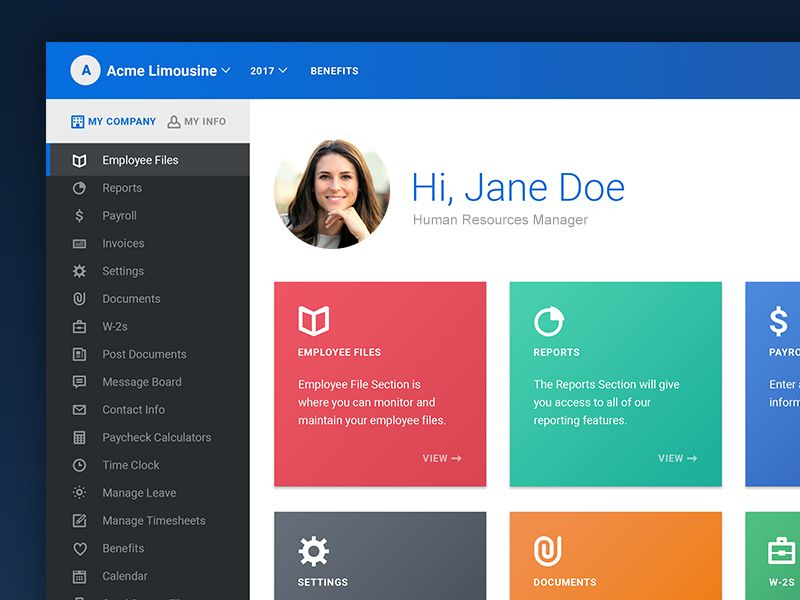 A Acme Limousine 2017 BENEFITS
MY COMPANY MY INFO
Employee Files
Reports
Payroll
Invoices
Settings
Documents
W-2s
Post Documents
Message Board
Contact Info
Paycheck Calculators
Time Clock
Manage Leave
Manage Timesheets
Benefits
Calendar
Hi, Jane Doe
Human Resources Manager
EMPLOYEE FILES
Employee File Section is
where you can monitor and
maintain your employee files.
VIEW →
REPORTS
The Reports Section will give
you access to all of our
reporting features.
VIEW →
$
PAYRO
Enter
inform
SETTINGS
DOCUMENTS
W-2S